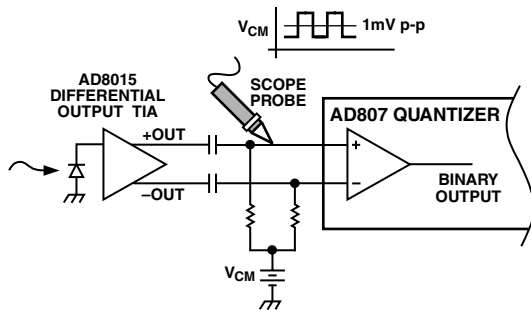 VCM
1mV p-p
AD8015
DIFFERENTIAL
OUTPUT TIA
SCOPE
PROBE
AD807 QUANTIZER
+OUT
+
–
–OUT
BINARY
OUTPUT
VCM